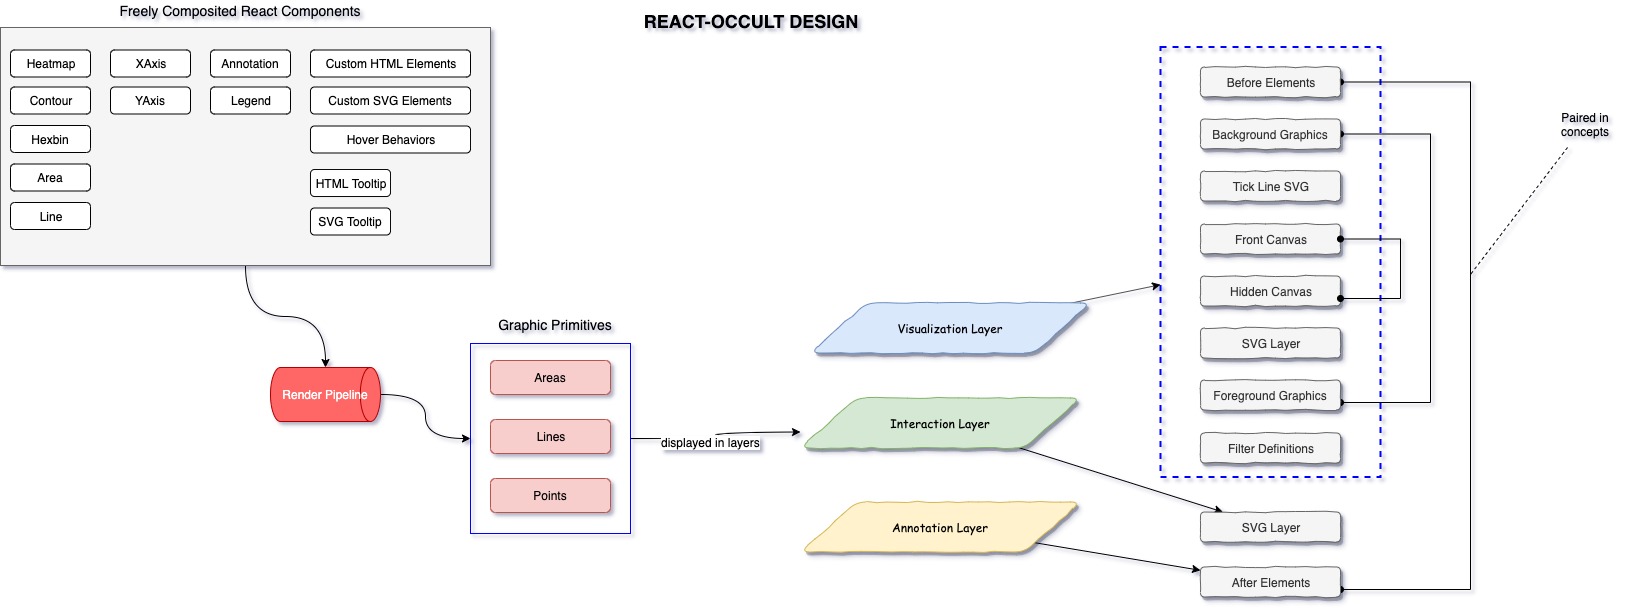 Freely Composited React Components
REACT-OCCULT DESIGN
Heatmap
XAxis
Annotation
Custom HTML Elements
Contour
YAxis
Legend
Custom SVG Elements
Hexbin
Hover Behaviors
Area
HTML Tooltip
Line
SVG Tooltip
Render Pipeline
Graphic Primitives
Areas
Lines
Points
displayed in layers
Visualization Layer
Interaction Layer
Annotation Layer
Before Elements
Background Graphics
Tick Line SVG
Front Canvas
Hidden Canvas
SVG Layer
Foreground Graphics
Filter Definitions
SVG Layer
After Elements
Paired in
concepts